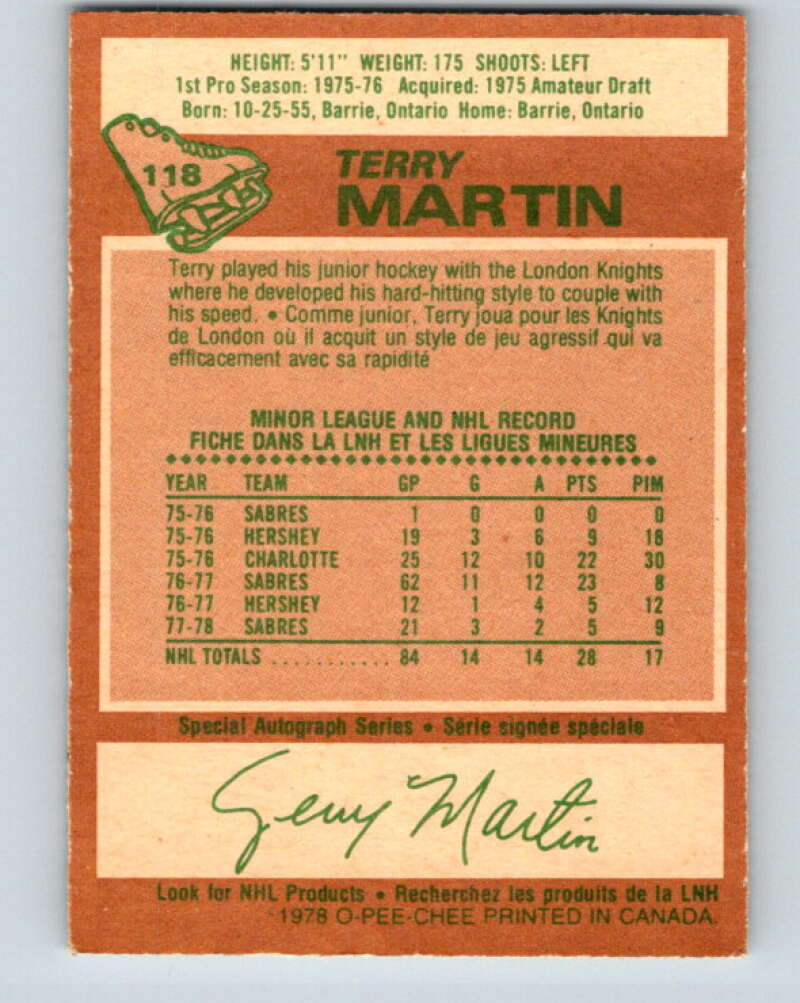 HEIGHT: 5'11" WEIGHT: 175 SHOOTS: LEFT
1st Pro Season: 1975-76 Acquired: 1975 Amateur Draft
Born: 10-25-55, Barrie, Ontario Home: Barrie, Ontario
118
TERRY
MARTIN
Terry played his junior hockey with the London Knights
where he developed his hard-hitting style to couple with
his speed. • Comme junior, Terry joua pour les Knights
de London où il acquit un style de jeu agressif qui va
efficacement avec sa rapidité
MINOR LEAGUE AND NHL RECORD
FICHE DANS LA LNH ET LES LIGUES MINEURES
YEAR TEAM GP G A PTS PIM
75-76 SABRES 1 0 0 0 0
75-76 HERSHEY 19 3 6 9 18
75-76 CHARLOTTE 25 12 10 22 30
76-77 SABRES 62 11 12 23 8
76-77 HERSHEY 12 1 4 5 12
77-78 SABRES 21 3 2 5 9
NHL TOTALS ............ 84 14 14 28 17
Special Autograph Series • Série signée spéciale
Terry Martin
Look for NHL Products • Recherchez les produits de la LNH
1978 O-PEE-CHEE PRINTED IN CANADA.